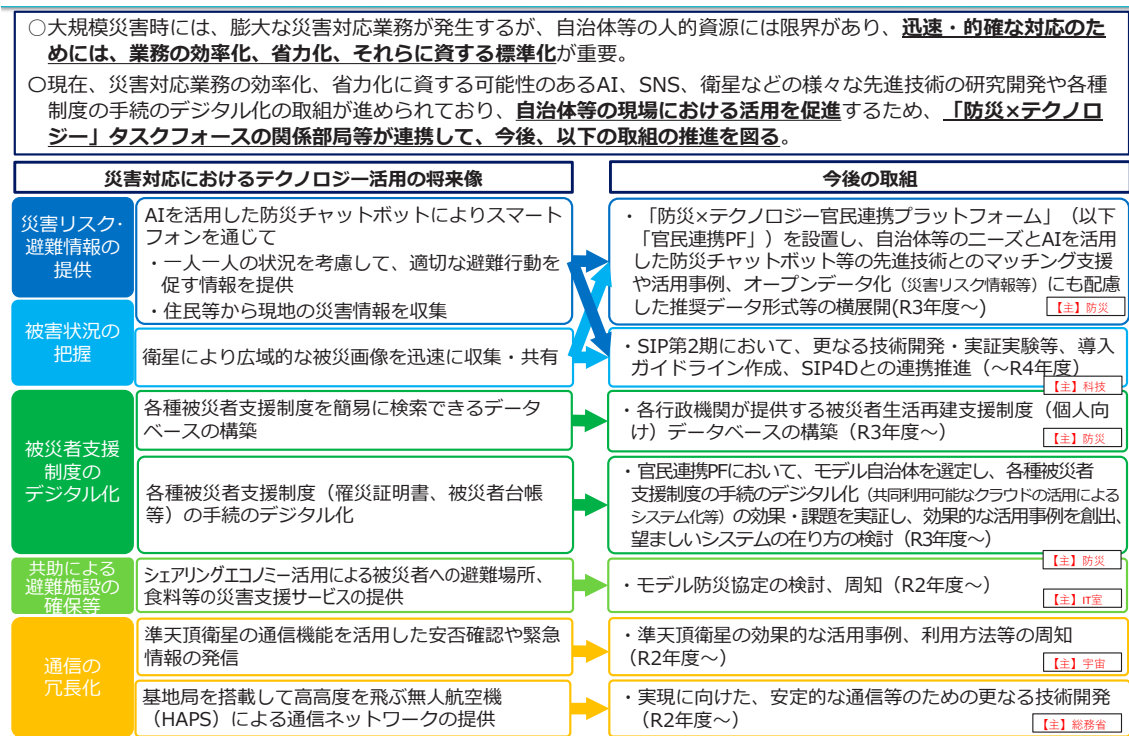 ○大規模災害時には、膨大な災害対応業務が発生するが、自治体等の人的資源には限界があり、迅速・的確な対応のた
めには、業務の効率化、省力化、それらに資する標準化が重要。
○現在、災害対応業務の効率化、省力化に資する可能性のあるAI、SNS、衛星などの様々な先進技術の研究開発や各種
制度の手続のデジタル化の取組が進められており、自治体等の現場における活用を促進するため、「防災×テクノロ
ジー」タスクフォースの関係部局等が連携して、今後、以下の取組の推進を図る。
災害対応におけるテクノロジー活用の将来像
今後の取組
災害リスク・
避難情報の
提供
AIを活用した防災チャットボットによりスマート
フォンを通じて
・一人一人の状況を考慮して、適切な避難行動を
促す情報を提供
・住民等から現地の災害情報を収集
・「防災×テクノロジー官民連携プラットフォーム」（以下
「官民連携PF」）を設置し、自治体等のニーズとAIを活用
した防災チャットボット等の先進技術とのマッチング支援
や活用事例、オープンデータ化（災害リスク情報等）にも配慮
した推奨データ形式等の横展開(R3年度～)
【主】防災
被害状況の
把握
衛星により広域的な被災画像を迅速に収集・共有
・SIP第2期において、更なる技術開発・実証実験等、導入
ガイドライン作成、SIP4Dとの連携推進（～R4年度）
【主】科技
被災者支援
制度の
デジタル化
各種被災者支援制度を簡易に検索できるデータ
ベースの構築
・各行政機関が提供する被災者生活再建支援制度（個人向
け）データベースの構築（R3年度～）
【主】防災
各種被災者支援制度（罹災証明書、被災者台帳
等）の手続のデジタル化
・官民連携PFにおいて、モデル自治体を選定し、各種被災者
支援制度の手続のデジタル化（共同利用可能なクラウドの活用による
システム化等）の効果・課題を実証し、効果的な活用事例を創出、
望ましいシステムの在り方の検討（R3年度～）
【主】防災
共助による
避難施設の
確保等
シェアリングエコノミー活用による被災者への避難場所、
食料等の災害支援サービスの提供
・モデル防災協定の検討、周知（R2年度～）
【主】IT室
通信の
冗長化
準天頂衛星の通信機能を活用した安否確認や緊急
情報の発信
・準天頂衛星の効果的な活用事例、利用方法等の周知
（R2年度～）
【主】宇宙
基地局を搭載して高高度を飛ぶ無人航空機
（HAPS）による通信ネットワークの提供
・実現に向けた、安定的な通信等のための更なる技術開発
（R2年度～）
【主】総務省